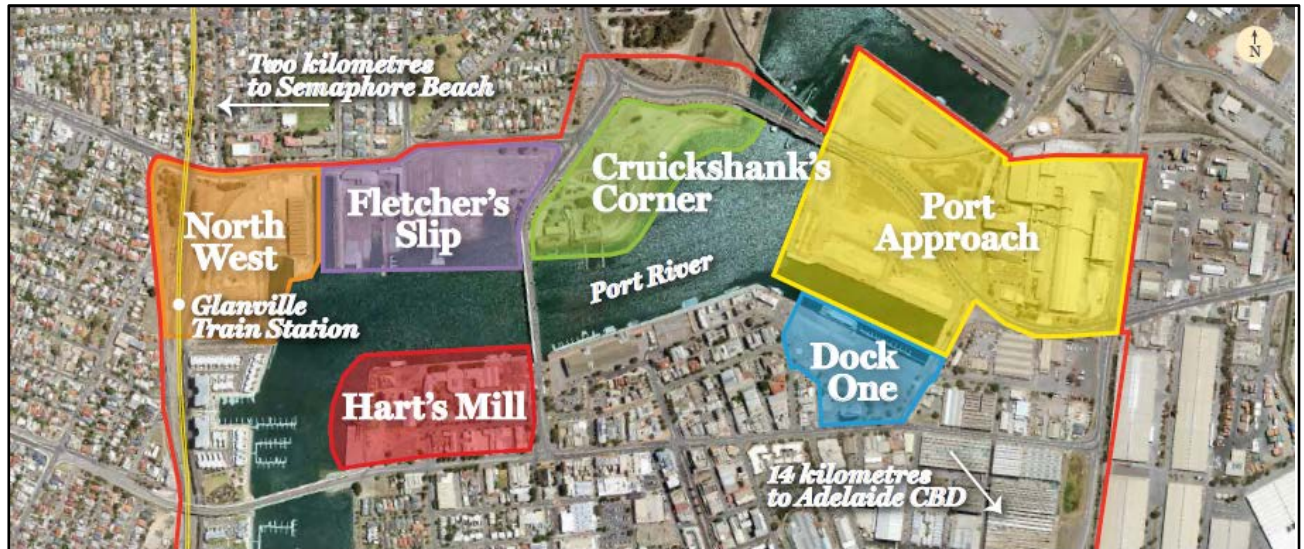 Two kilometres
to Semaphore Beach
N
North
West
Fletcher's
Slip
Cruickshank's
Corner
Port
Approach
Port River
Glanville
Train Station
Hart's Mill
Dock
One
14 kilometres
to Adelaide CBD